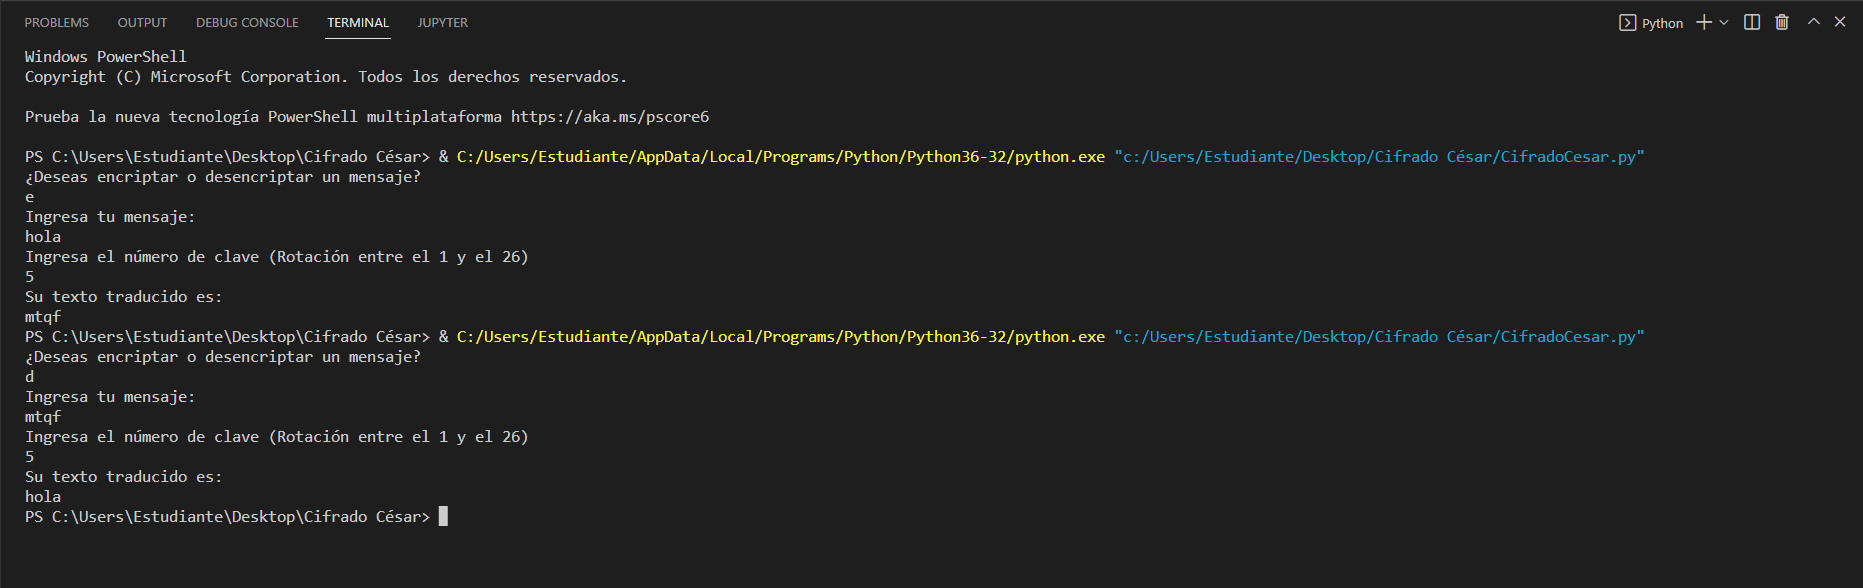 PROBLEMS OUTPUT DEBUG CONSOLE TERMINAL JUPYTER Python
Windows PowerShell
Copyright (C) Microsoft Corporation. Todos los derechos reservados.
Prueba la nueva tecnología PowerShell multiplataforma https://aka.ms/pscore6
PS C:\Users\Estudiante\Desktop\Cifrado César> & C:/Users/Estudiante/AppData/Local/Programs/Python/Python36-32/python.exe "c:/Users/Estudiante/Desktop/Cifrado César/CifradoCesar.py"
¿Deseas encriptar o desencriptar un mensaje?
e
Ingresa tu mensaje:
hola
Ingresa el número de clave (Rotación entre el 1 y el 26)
5
Su texto traducido es:
mtqf
PS C:\Users\Estudiante\Desktop\Cifrado César> & C:/Users/Estudiante/AppData/Local/Programs/Python/Python36-32/python.exe "c:/Users/Estudiante/Desktop/Cifrado César/CifradoCesar.py"
¿Deseas encriptar o desencriptar un mensaje?
d
Ingresa tu mensaje:
mtqf
Ingresa el número de clave (Rotación entre el 1 y el 26)
5
Su texto traducido es:
hola
PS C:\Users\Estudiante\Desktop\Cifrado César>